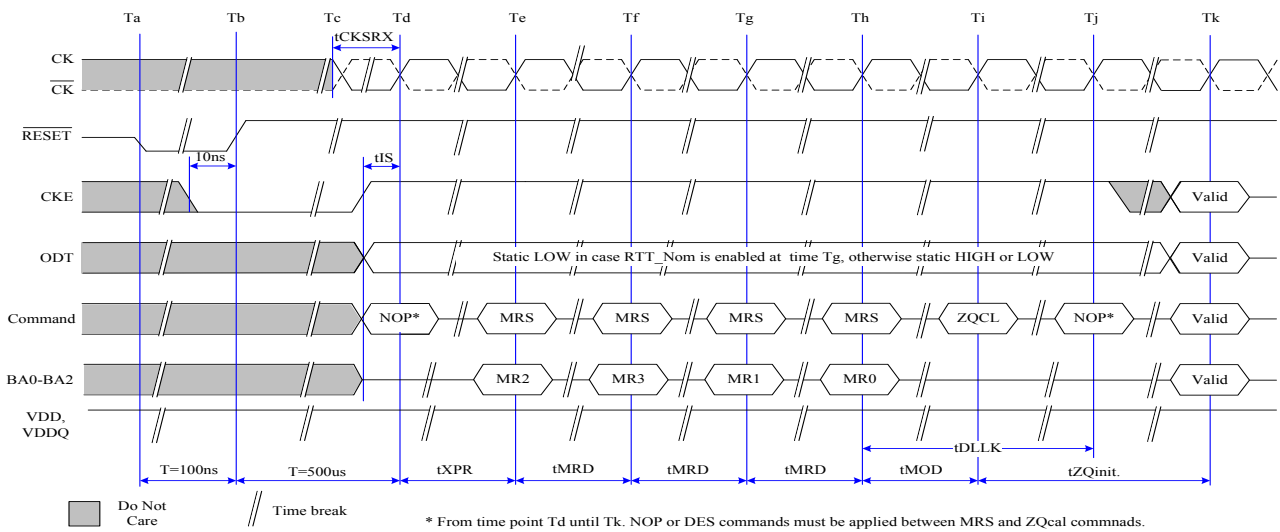 Ta Tb Tc Td Te Tf Tg Th Ti Tj Tk
tCKSRX
CK
CK
RESET
10ns
tIS
CKE
Valid
ODT
Static LOW in case RTT_Nom is enabled at time Tg, otherwise static HIGH or LOW
Valid
Command
NOP* MRS MRS MRS MRS ZQCL NOP* Valid
BA0-BA2
MR2 MR3 MR1 MR0 Valid
VDD,
VDDQ
tDLLK
T=100ns T=500us tXPR tMRD tMRD tMRD tMOD tZQinit.
Do Not
Care
Time break
* From time point Td until Tk. NOP or DES commands must be applied between MRS and ZQcal commnads.